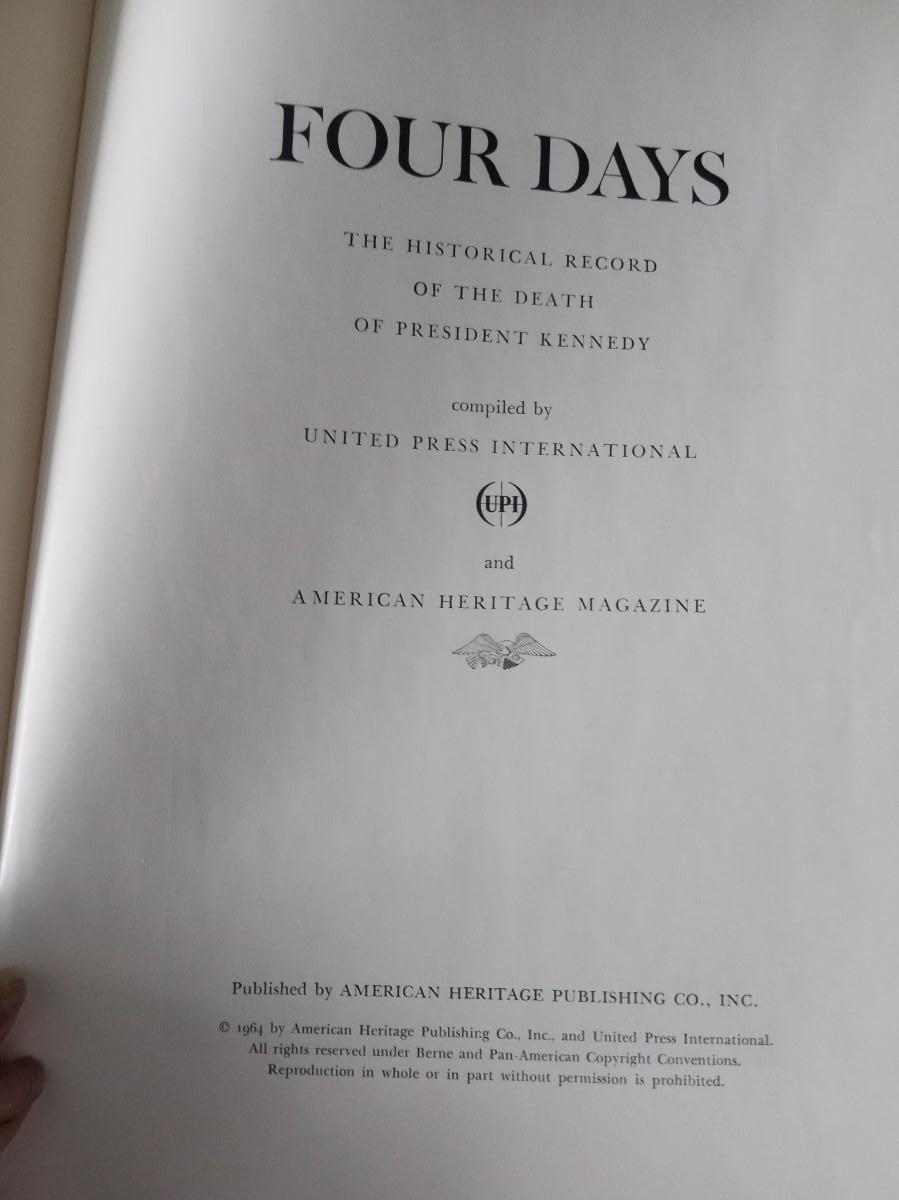 FOUR DAYS
THE HISTORICAL RECORD
OF THE DEATH
OF PRESIDENT KENNEDY
compiled by
UNITED PRESS INTERNATIONAL
UPI
and
AMERICAN HERITAGE MAGAZINE
Published by AMERICAN HERITAGE PUBLISHING CO., INC.
© 1964 by American Heritage Publishing Co., Inc., and United Press International.
All rights reserved under Berne and Pan-American Copyright Conventions.
Reproduction in whole or in part without permission is prohibited.